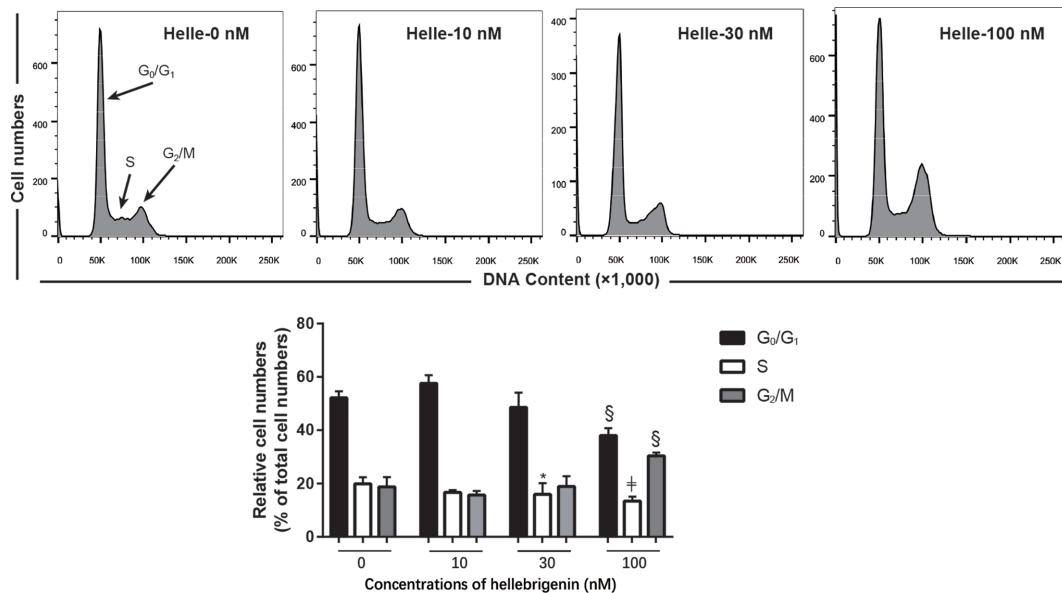 Helle-0 nM
Helle-10 nM
Helle-30 nM
Helle-100 nM
Cell numbers
600
400
200
0
G₀/G₁
S
G₂/M
0 50K 100K 150K 200K 250K
600
400
200
0
0 50K 100K 150K 200K 250K
400
300
200
100
0
0 50K 100K 150K 200K 250K
600
400
200
0
0 50K 100K 150K 200K 250K
DNA Content (×1,000)
Relative cell numbers
(% of total cell numbers)
80
60
40
20
0
*
§
‡
§
G₀/G₁
S
G₂/M
0 10 30 100
Concentrations of hellebrigenin (nM)